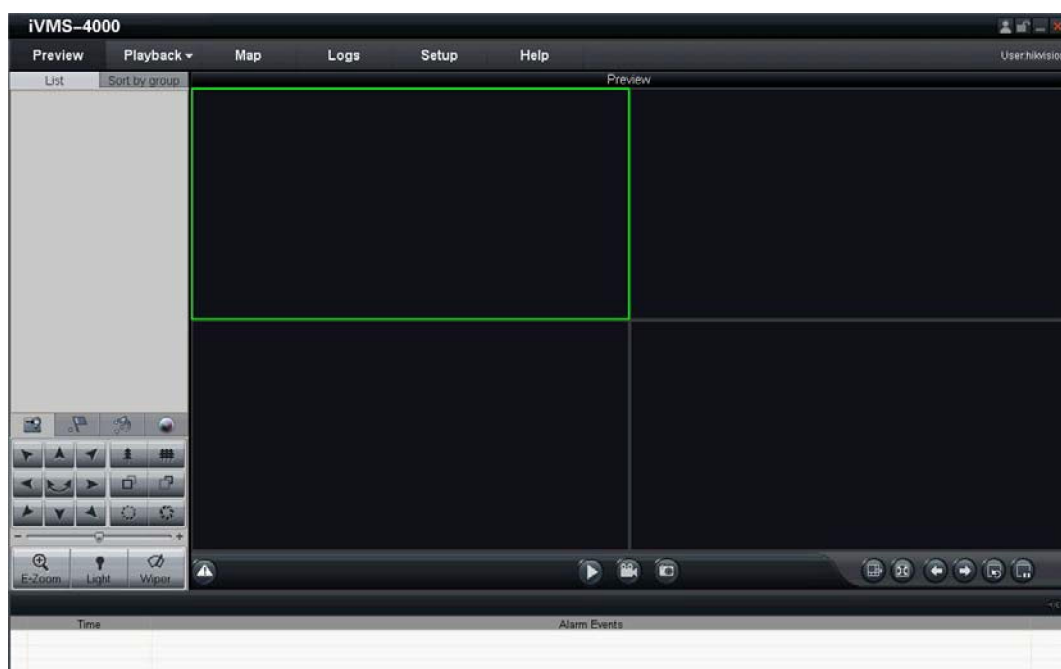 iVMS-4000
Preview Playback Map Logs Setup Help User:hikvision
List Sort by group Preview
E-Zoom Light Wiper
Time Alarm Events